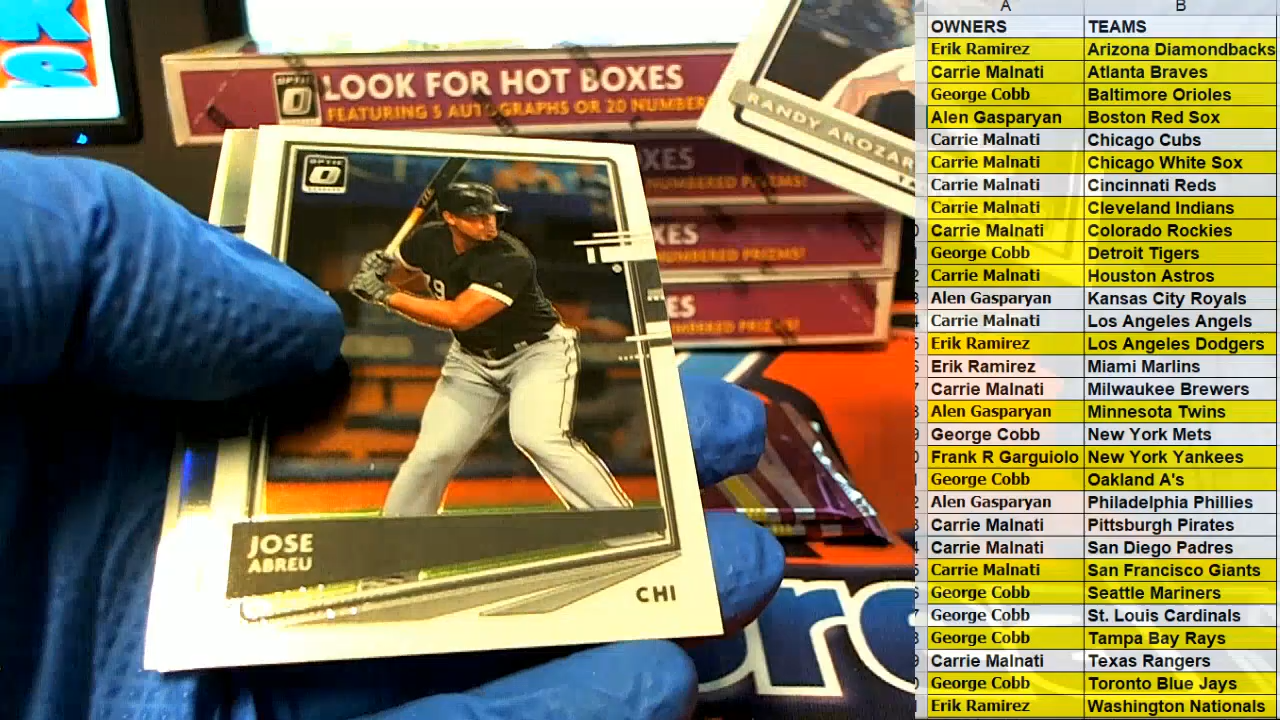 K
S
LOOK FOR HOT BOXES
FEATURING 5 AUTOGRAPHS OR 20 NUMBER
OPTIC
RANDY AROZAR
OPTIC
JOSE
ABREU
CHI
A B
OWNERS TEAMS
Erik Ramirez Arizona Diamondbacks
Carrie Malnati Atlanta Braves
George Cobb Baltimore Orioles
Alen Gasparyan Boston Red Sox
Carrie Malnati Chicago Cubs
Carrie Malnati Chicago White Sox
Carrie Malnati Cincinnati Reds
Carrie Malnati Cleveland Indians
Carrie Malnati Colorado Rockies
George Cobb Detroit Tigers
Carrie Malnati Houston Astros
Alen Gasparyan Kansas City Royals
Carrie Malnati Los Angeles Angels
Erik Ramirez Los Angeles Dodgers
Erik Ramirez Miami Marlins
Carrie Malnati Milwaukee Brewers
Alen Gasparyan Minnesota Twins
George Cobb New York Mets
Frank R Garguiolo New York Yankees
George Cobb Oakland A's
Alen Gasparyan Philadelphia Phillies
Carrie Malnati Pittsburgh Pirates
Carrie Malnati San Diego Padres
Carrie Malnati San Francisco Giants
George Cobb Seattle Mariners
George Cobb St. Louis Cardinals
George Cobb Tampa Bay Rays
Carrie Malnati Texas Rangers
George Cobb Toronto Blue Jays
Erik Ramirez Washington Nationals